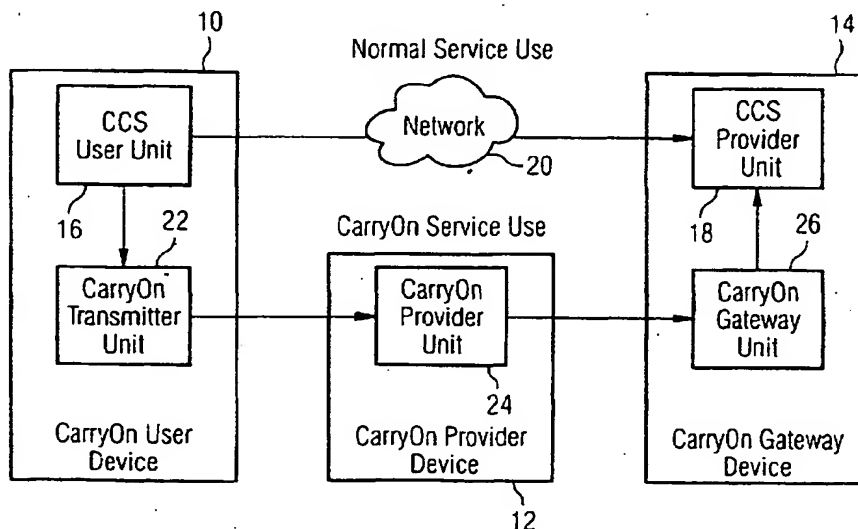 10
Normal Service Use
14
CCS
User Unit
Network
CCS
Provider
Unit
20
16
22
CarryOn Service Use
18
26
CarryOn
Transmitter
Unit
CarryOn
Provider
Unit
CarryOn
Gateway
Unit
24
CarryOn User
Device
CarryOn Provider
Device
CarryOn Gateway
Device
12